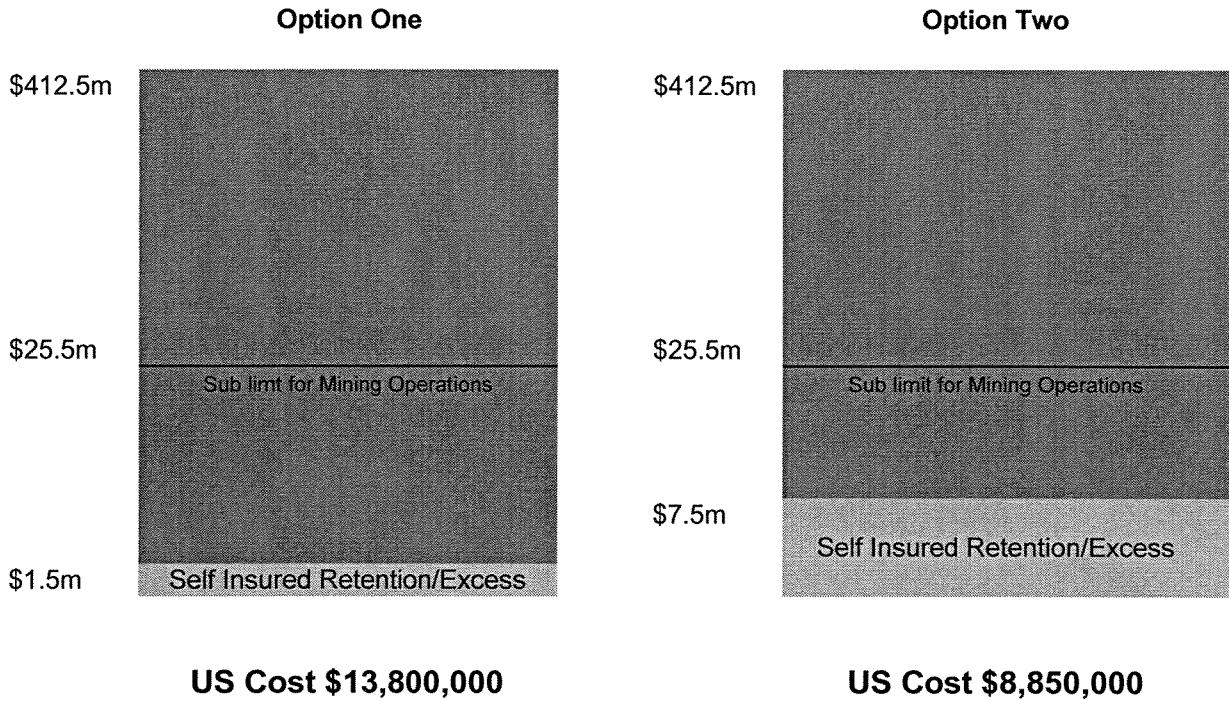 Option One
$412.5m
$25.5m
Sub limt for Mining Operations
Self Insured Retention/Excess
$1.5m
US Cost $13,800,000
Option Two
$412.5m
$25.5m
Sub limit for Mining Operations
$7.5m
Self Insured Retention/Excess
US Cost $8,850,000